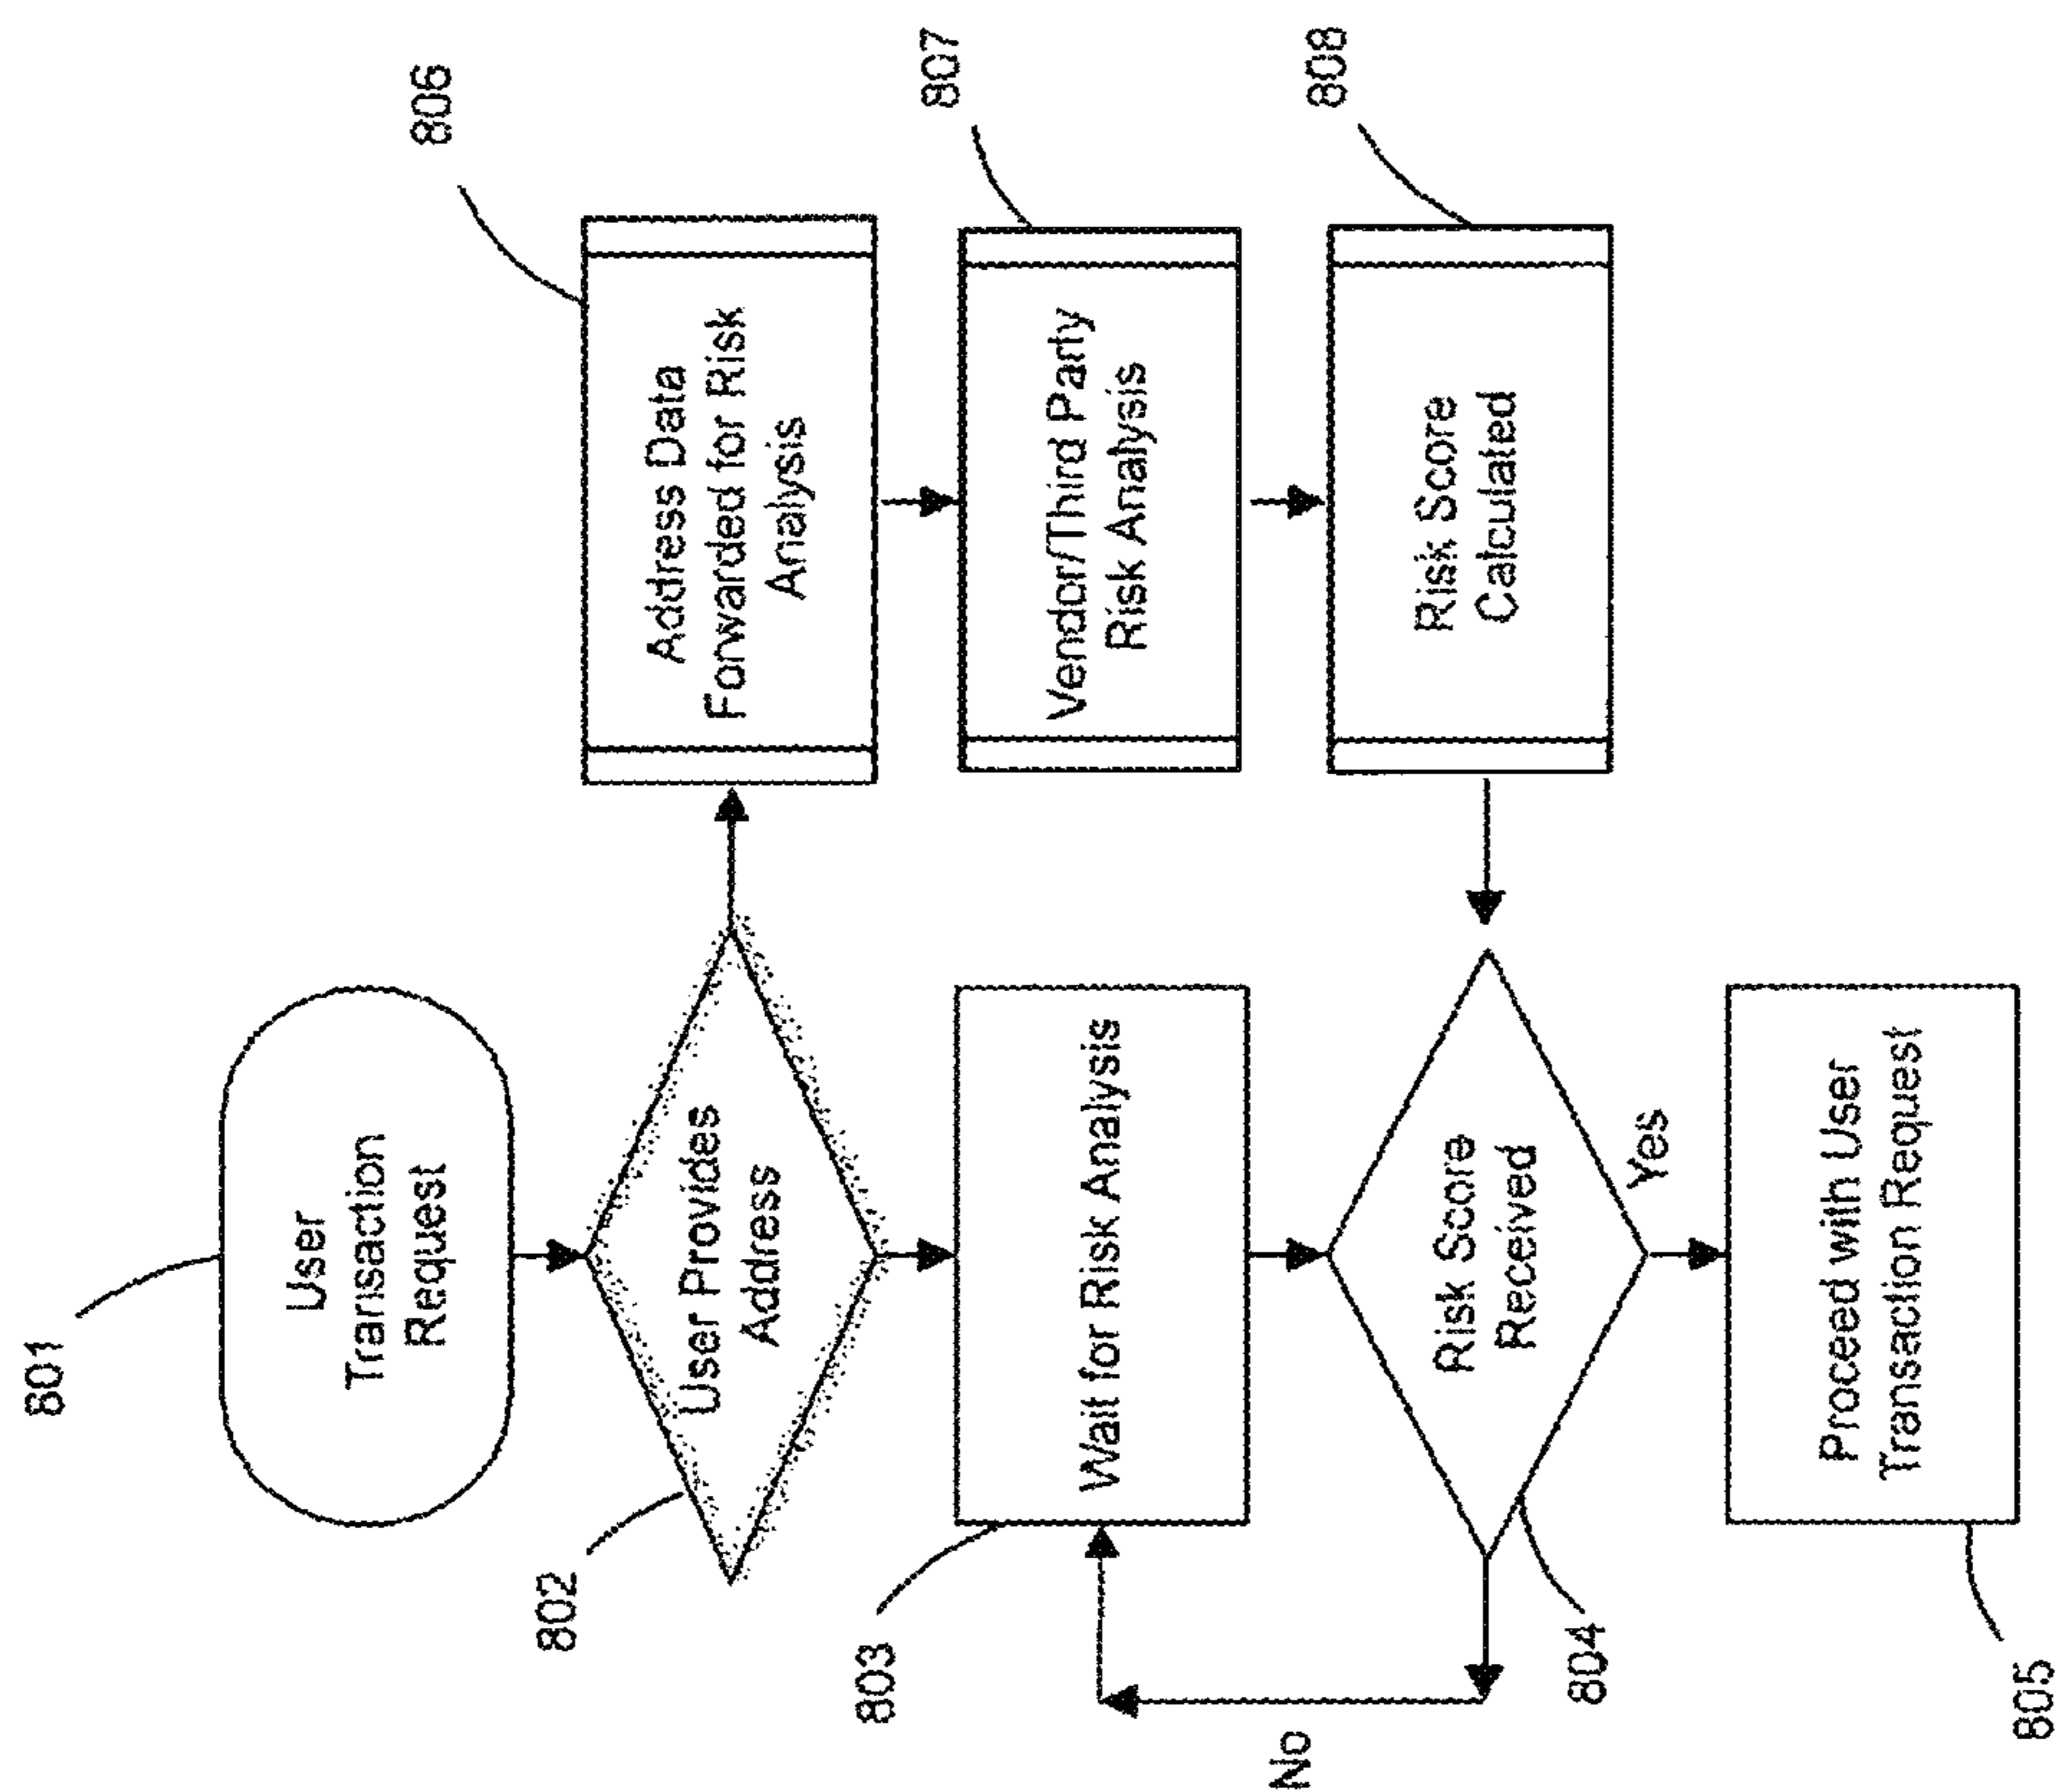 801
User
Transaction
Request
802
User Provides
Address
806
Address Data
Forwarded for Risk
Analysis
803
Wait for Risk Analysis
807
Vendor/Third Party
Risk Analysis
No
804
Risk Score
Received
Yes
808
Risk Score
Calculated
805
Proceed with User
Transaction Request